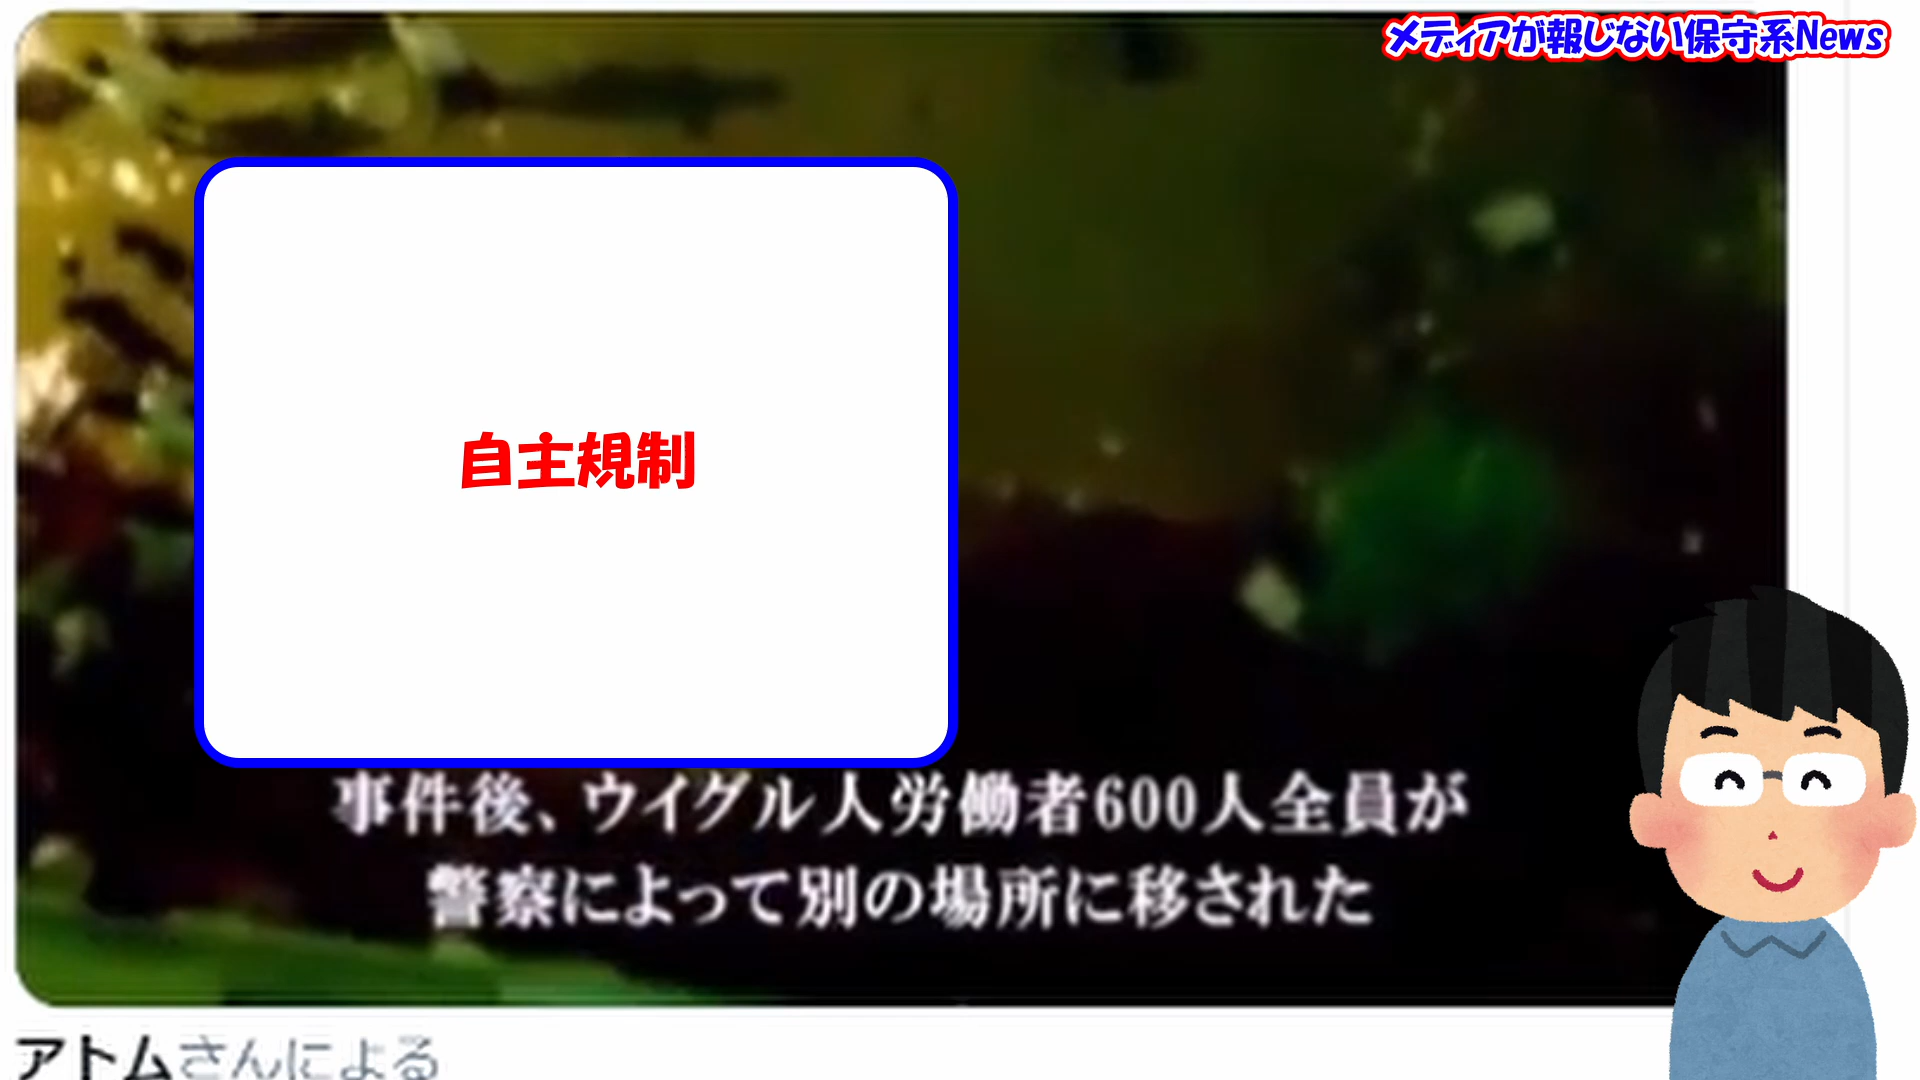 メディアが報じない保守系News
自主規制
事件後、ウイグル人労働者600人全員が
警察によって別の場所に移された
アトムさんによる